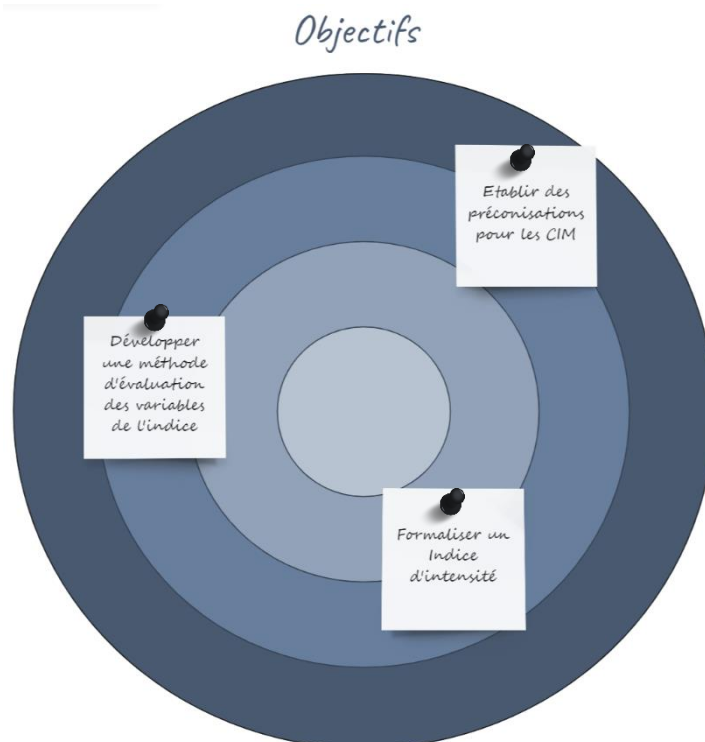 Objectifs
Etablir des
préconisations
pour les CIM
Développer
une méthode
d'évaluation
des variables
de l'indice
Formaliser un
Indice
d'intensité